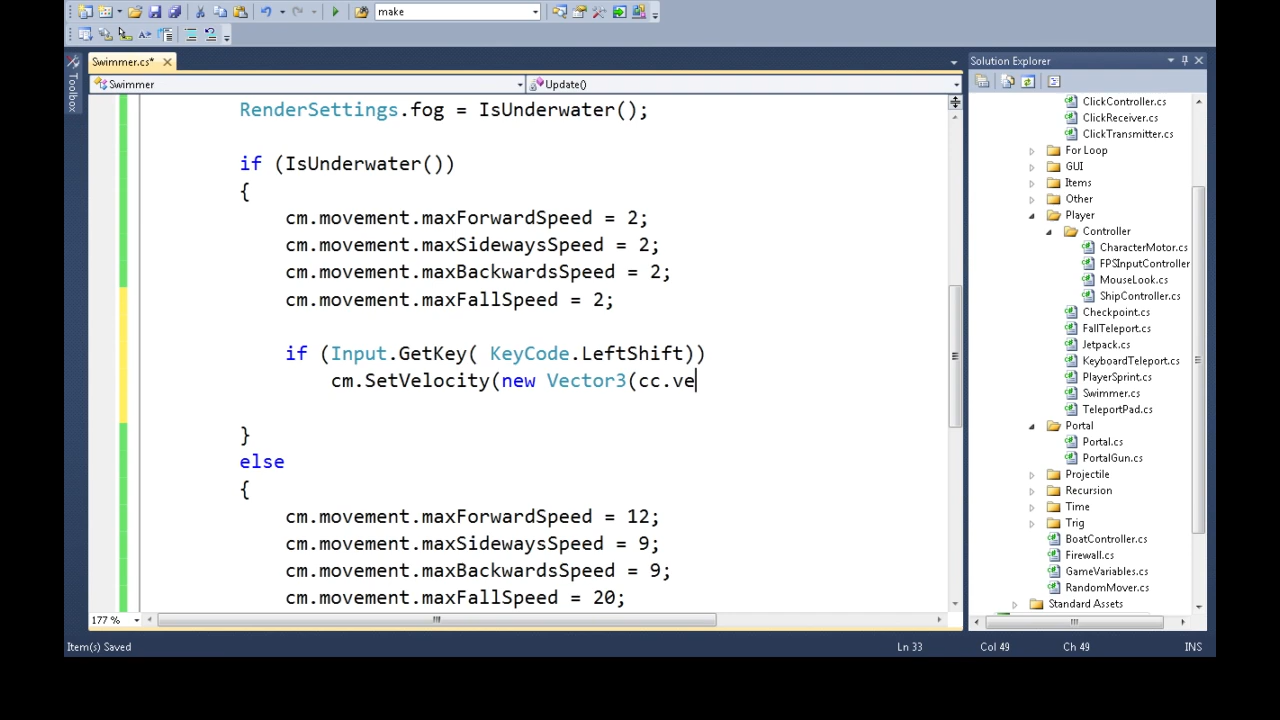 make
Swimmer.cs*
Solution Explorer
Toolbox
Swimmer
Update()
RenderSettings.fog = IsUnderwater();
if (IsUnderwater())
{
cm.movement.maxForwardSpeed = 2;
cm.movement.maxSidewaysSpeed = 2;
cm.movement.maxBackwardsSpeed = 2;
cm.movement.maxFallSpeed = 2;
if (Input.GetKey( KeyCode.LeftShift))
cm.SetVelocity(new Vector3(cc.ve
}
else
{
cm.movement.maxForwardSpeed = 12;
cm.movement.maxSidewaysSpeed = 9;
cm.movement.maxBackwardsSpeed = 9;
cm.movement.maxFallSpeed = 20;
ClickController.cs
ClickReceiver.cs
ClickTransmitter.cs
For Loop
GUI
Items
Other
Player
Controller
CharacterMotor.cs
FPSInputController
MouseLook.cs
ShipController.cs
Checkpoint.cs
FallTeleport.cs
Jetpack.cs
KeyboardTeleport.cs
PlayerSprint.cs
Swimmer.cs
TeleportPad.cs
Portal
Portal.cs
PortalGun.cs
Projectile
Recursion
Time
Trig
BoatController.cs
Firewall.cs
GameVariables.cs
RandomMover.cs
Standard Assets
177 %
Item(s) Saved
Ln 33
Col 49
Ch 49
INS